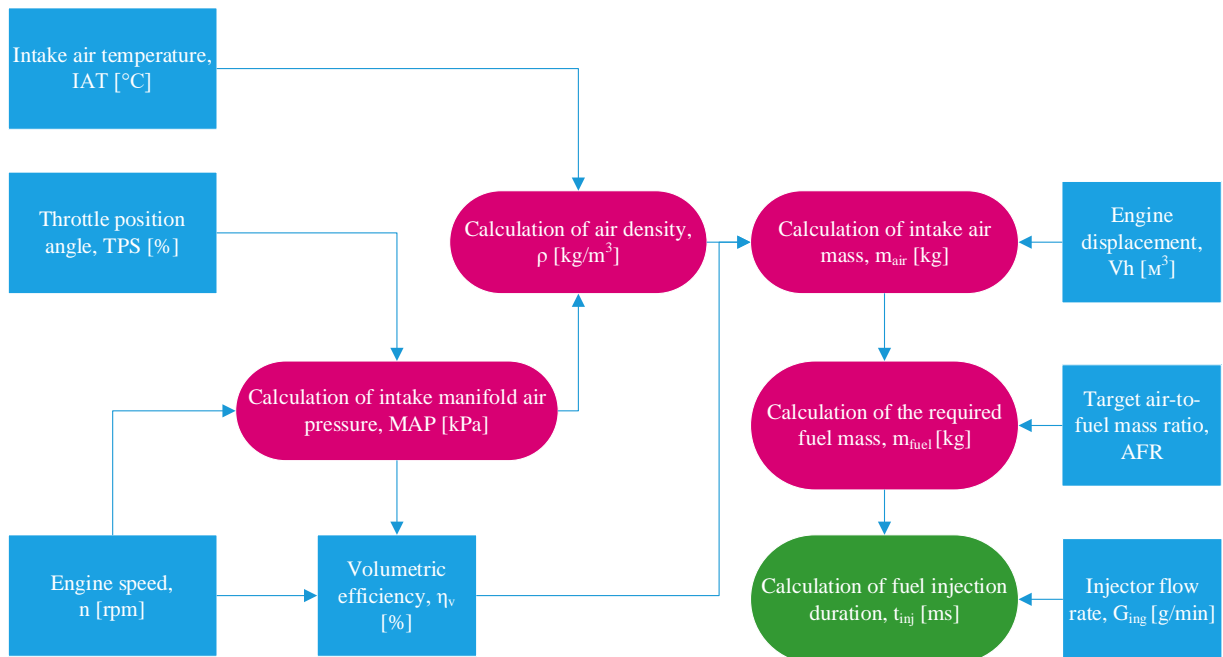 Intake air temperature,
IAT [°C]
Throttle position
angle, TPS [%]
Calculation of air density,
ρ [kg/m³]
Calculation of intake air
mass, mair [kg]
Engine
displacement,
Vh [м³]
Calculation of intake manifold air
pressure, MAP [kPa]
Calculation of the required
fuel mass, mfuel [kg]
Target air-to-
fuel mass ratio,
AFR
Engine speed,
n [rpm]
Volumetric
efficiency, ηv
[%]
Calculation of fuel injection
duration, tinj [ms]
Injector flow
rate, Ging [g/min]